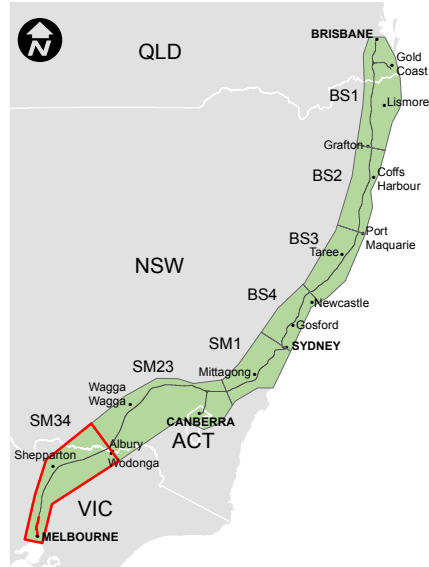 N
BRISBANE
QLD
Gold
Coast
BS1
Lismore
Grafton
BS2
Coffs
Harbour
Port
Maquarie
BS3
Taree
NSW
BS4
Newcastle
Gosford
SM1
SYDNEY
SM23
Mittagong
Wagga
Wagga
SM34
CANBERRA
ACT
Albury
Shepparton
Wodonga
VIC
MELBOURNE